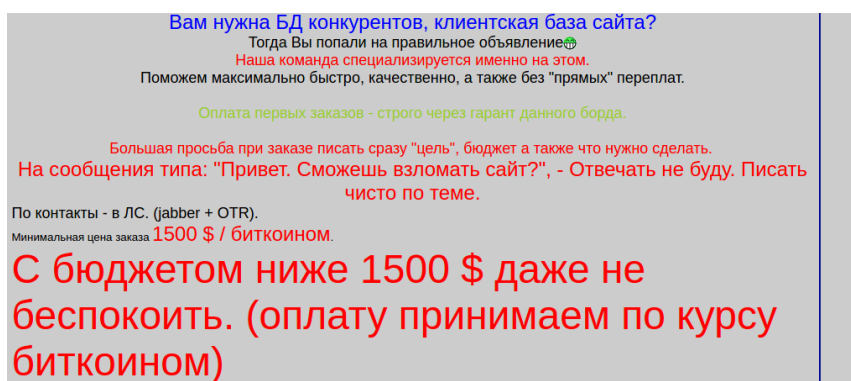 Вам нужна БД конкурентов, клиентская база сайта?
Тогда Вы попали на правильное объявление
Наша команда специализируется именно на этом.
Поможем максимально быстро, качественно, а также без "прямых" переплат.
Оплата первых заказов - строго через гарант данного борда.
Большая просьба при заказе писать сразу "цель", бюджет а также что нужно сделать.
На сообщения типа: "Привет. Сможешь взломать сайт?", - Отвечать не буду. Писать
чисто по теме.
По контакты - в ЛС. (jabber + OTR).
Минимальная цена заказа 1500 $ / биткоином.
С бюджетом ниже 1500 $ даже не
беспокоить. (оплату принимаем по курсу
биткоином)